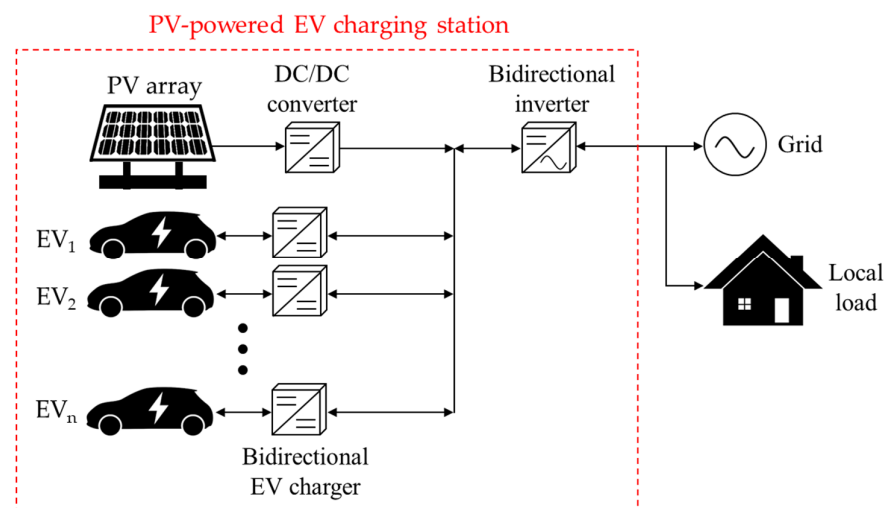 PV-powered EV charging station
PV array
DC/DC
converter
Bidirectional
inverter
Grid
EV1
EV2
Local
load
EVn
Bidirectional
EV charger